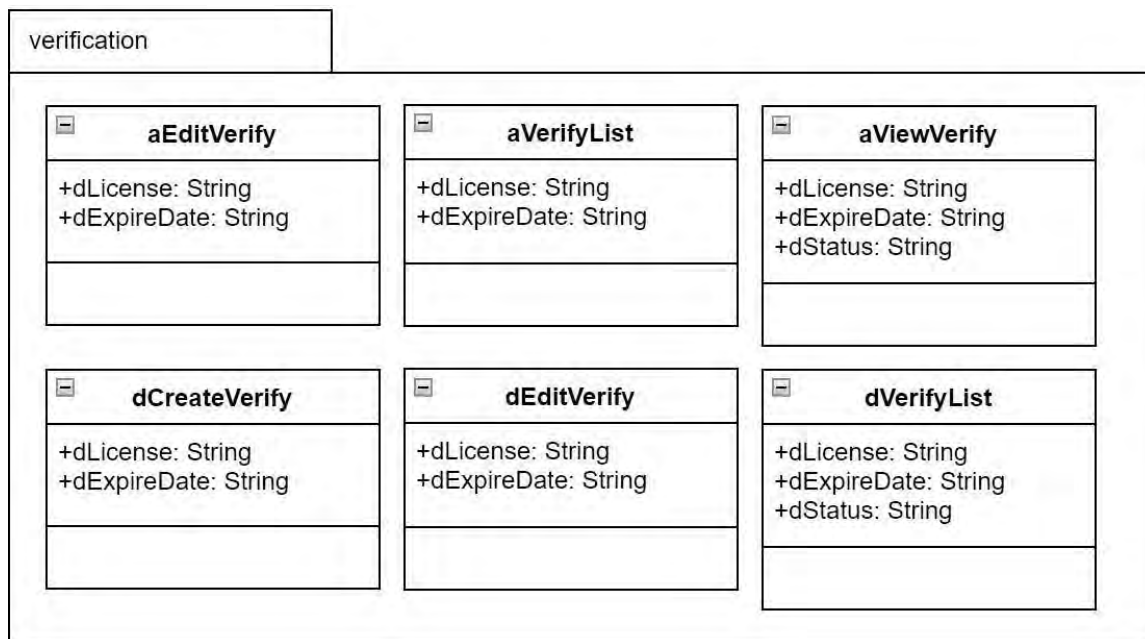 verification
aEditVerify
+dLicense: String
+dExpireDate: String
aVerifyList
+dLicense: String
+dExpireDate: String
aViewVerify
+dLicense: String
+dExpireDate: String
+dStatus: String
dCreateVerify
+dLicense: String
+dExpireDate: String
dEditVerify
+dLicense: String
+dExpireDate: String
dVerifyList
+dLicense: String
+dExpireDate: String
+dStatus: String